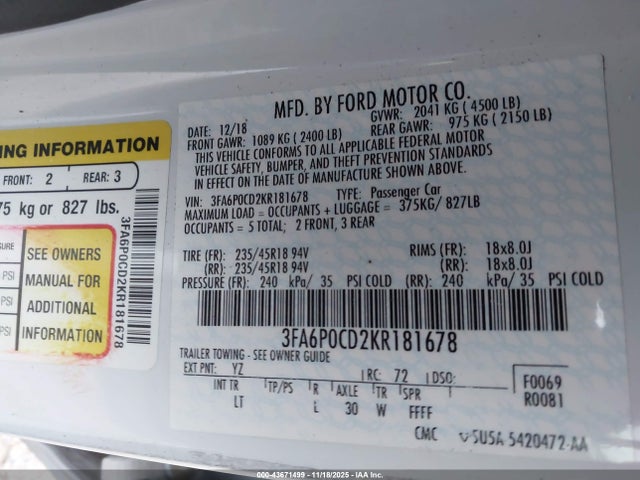 ING INFORMATION
FRONT: 2 REAR: 3
75 kg or 827 lbs.
SEE OWNERS
MANUAL FOR
ADDITIONAL
INFORMATION
PSI
PSI
PSI
3FA6P0CD2KR181678
MFD. BY FORD MOTOR CO.
DATE: 12/18 GVWR: 2041 KG ( 4500 LB)
FRONT GAWR: 1089 KG ( 2400 LB) REAR GAWR: 975 KG ( 2150 LB)
THIS VEHICLE CONFORMS TO ALL APPLICABLE FEDERAL MOTOR
VEHICLE SAFETY, BUMPER, AND THEFT PREVENTION STANDARDS
IN EFFECT ON THE DATE OF MANUFACTURE SHOWN ABOVE.
VIN: 3FA6P0CD2KR181678 TYPE: Passenger Car
MAXIMUM LOAD = OCCUPANTS + LUGGAGE = 375KG/ 827LB
OCCUPANTS = 5 TOTAL; 2 FRONT, 3 REAR
TIRE (FR): 235/45R18 94V RIMS (FR): 18x8.0J
(RR): 235/45R18 94V (RR): 18x8.0J
PRESSURE (FR): 240 kPa/ 35 PSI COLD (RR): 240 kPa/ 35 PSI COLD
3FA6P0CD2KR181678
TRAILER TOWING - SEE OWNER GUIDE
EXT PNT: YZ RC: 72 DSO: F0069
INT TR TP/PS R AXLE TR SPR R0081
LT L 30 W FFFF
CMC 5U5A 5420472-AA
000-43671499 - 11/18/2025 - IAAI.COM